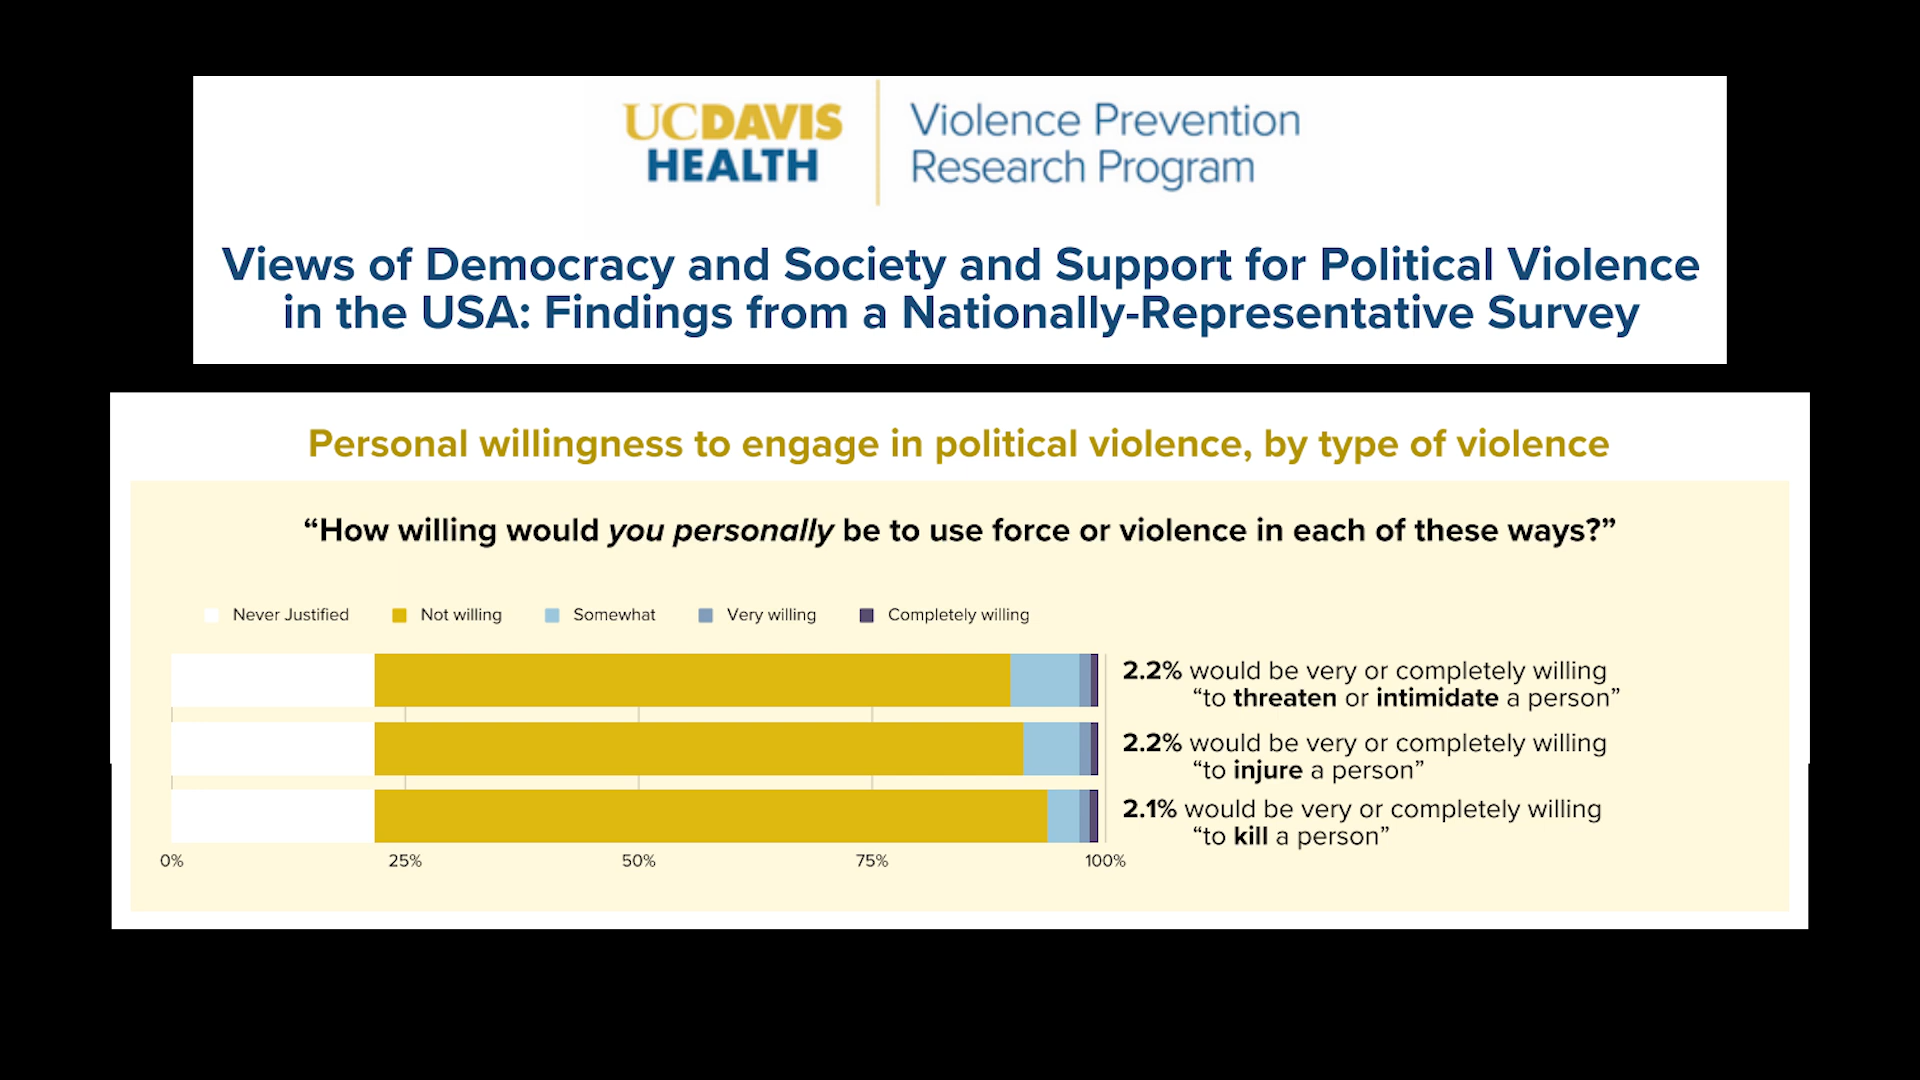 UCDAVIS
HEALTH
Violence Prevention
Research Program
Views of Democracy and Society and Support for Political Violence
in the USA: Findings from a Nationally-Representative Survey
Personal willingness to engage in political violence, by type of violence
“How willing would you personally be to use force or violence in each of these ways?”
Never Justified
Not willing
Somewhat
Very willing
Completely willing
2.2% would be very or completely willing
“to threaten or intimidate a person”
2.2% would be very or completely willing
“to injure a person”
2.1% would be very or completely willing
“to kill a person”
0% 25% 50% 75% 100%